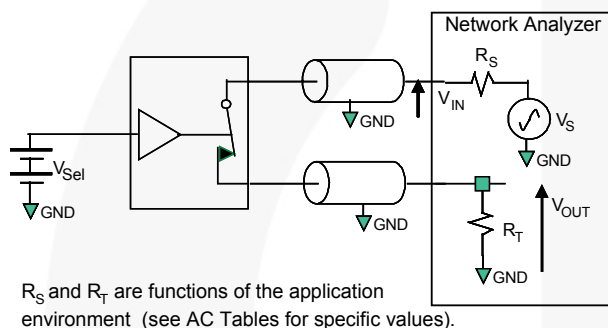 Network Analyzer
R_S
V_IN
V_S
GND
GND
V_Sel
GND
GND
V_OUT
R_T
GND
R_S and R_T are functions of the application
environment (see AC Tables for specific values).